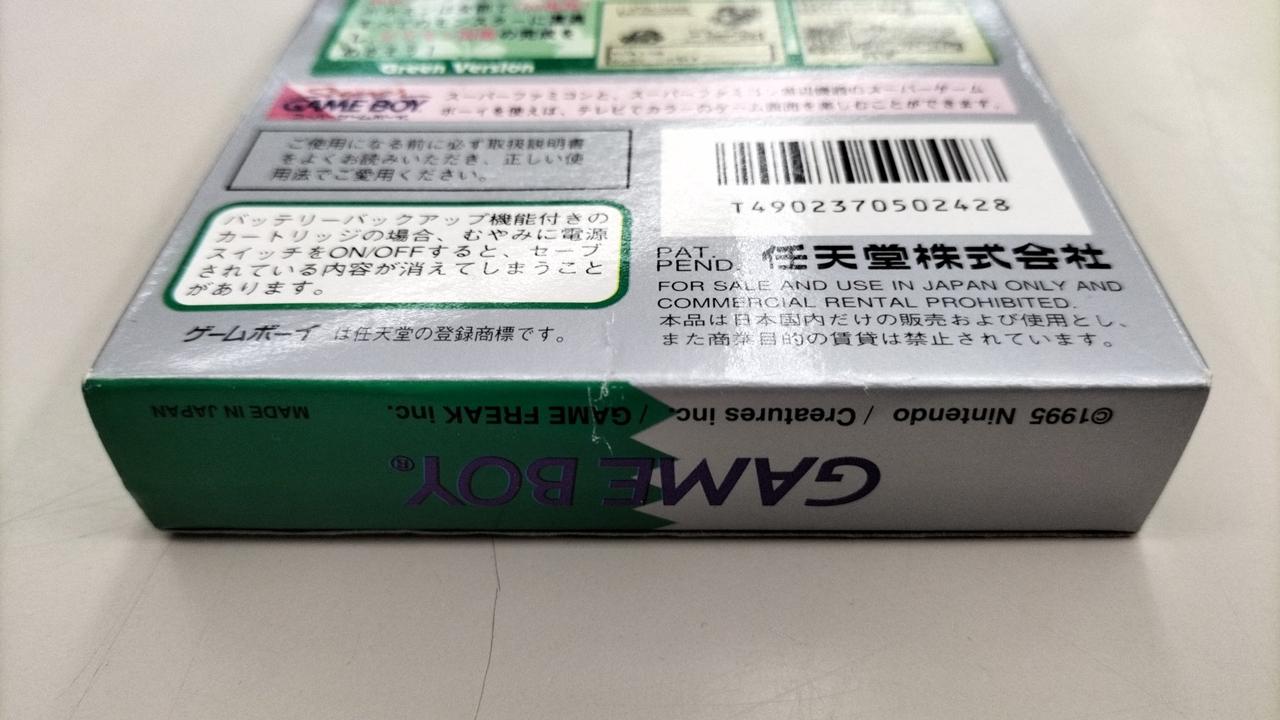 Green Version
GAME BOY
スーパーファミコンと、スーパーファミコン周辺機器のスーパーゲーム
ボーイを使えば、テレビでカラーのゲーム画面を楽しむことができます。
ご使用になる前に必ず取扱説明書
をよくお読みいただき、正しい使
用法でご愛用ください。
T4902370502428
バッテリーバックアップ機能付きの
カートリッジの場合、むやみに電源
スイッチをON/OFFすると、セーブ
されている内容が消えてしまうこと
があります。
ゲームボーイ は任天堂の登録商標です。
PAT.
PEND. 任天堂株式会社
FOR SALE AND USE IN JAPAN ONLY AND
COMMERCIAL RENTAL PROHIBITED.
本品は日本国内だけの販売および使用とし、
また商業目的の賃貸は禁止されています。
©1995 Nintendo / Creatures inc. / GAME FREAK inc. MADE IN JAPAN
GAME BOY®